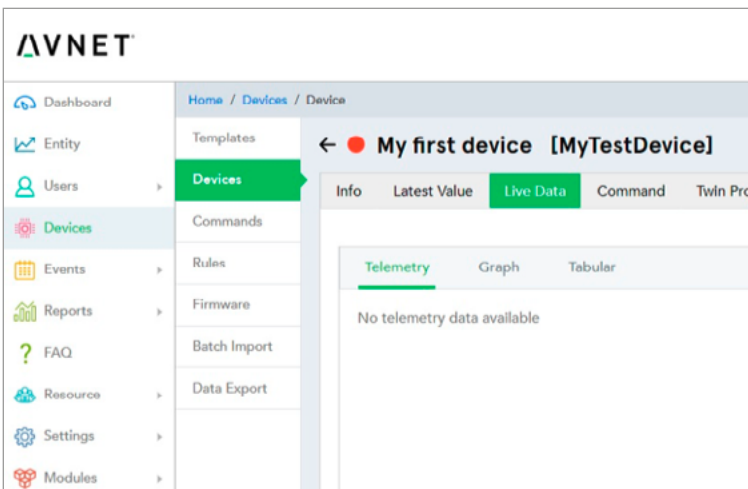 AVNET
Dashboard
Entity
Users
Devices
Events
Reports
FAQ
Resource
Settings
Modules
Home / Devices / Device
Templates
Devices
Commands
Rules
Firmware
Batch Import
Data Export
My first device [MyTestDevice]
Info Latest Value Live Data Command Twin Pro
Telemetry Graph Tabular
No telemetry data available